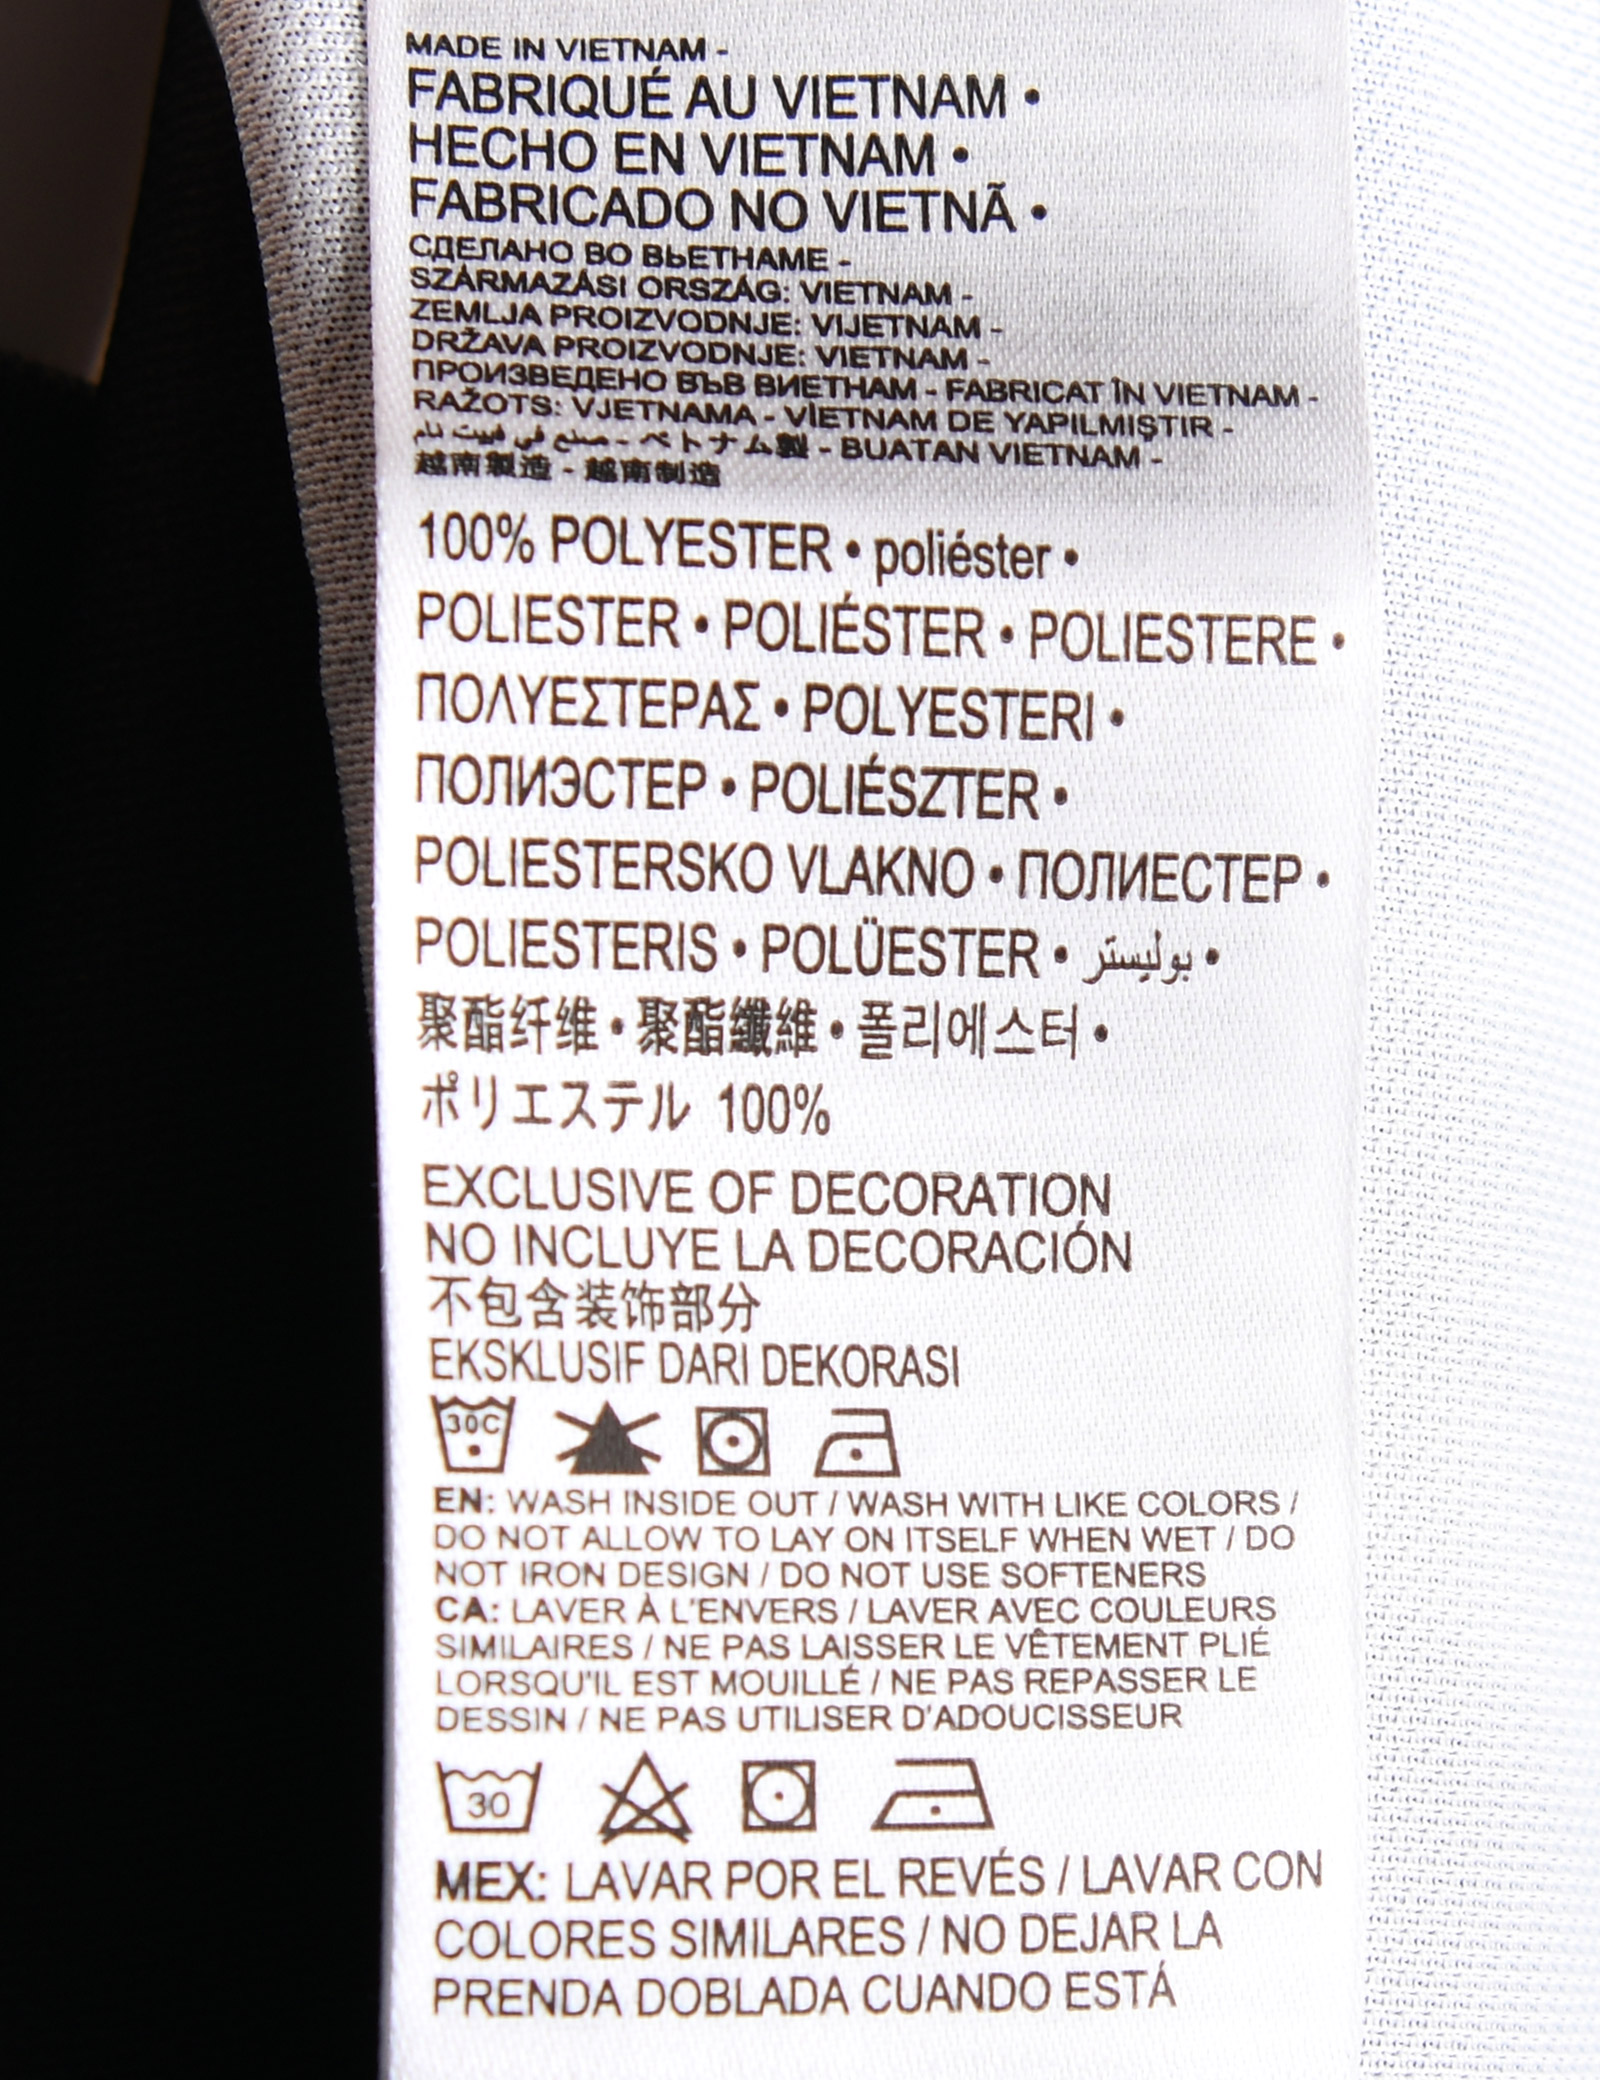 MADE IN VIETNAM -
FABRIQUÉ AU VIETNAM •
HECHO EN VIETNAM •
FABRICADO NO VIETNÃ •
СДЕЛАНО ВО ВЬЕТНАМЕ -
SZÁRMAZÁSI ORSZÁG: VIETNAM -
ZEMLJA PROIZVODNJE: VIJETNAM -
DRŽAVA PROIZVODNJE: VIETNAM -
ПРОИЗВЕДЕНО ВЪВ ВИЕТНАМ - FABRICAT ÎN VIETNAM -
RAŽOTS: VJETNAMA - VİETNAM DE YAPILMIŞTIR -
صنع في فييت نام - ベトナム製 - BUATAN VIETNAM -
越南製造 - 越南制造
100% POLYESTER • poliéster •
POLIESTER • POLIÉSTER • POLIESTERE •
ΠΟΛΥΕΣΤΕΡΑΣ • POLYESTERI •
ПОЛИЭСТЕР • POLIÉSZTER •
POLIESTERSKO VLAKNO • ПОЛИЕСТЕР •
POLIESTERIS • POLÜESTER • بوليستر •
聚酯纤维 • 聚酯纖維 • 폴리에스터 •
ポリエステル 100%
EXCLUSIVE OF DECORATION
NO INCLUYE LA DECORACIÓN
不包含装饰部分
EKSKLUSIF DARI DEKORASI
30C
EN: WASH INSIDE OUT / WASH WITH LIKE COLORS /
DO NOT ALLOW TO LAY ON ITSELF WHEN WET / DO
NOT IRON DESIGN / DO NOT USE SOFTENERS
CA: LAVER À L'ENVERS / LAVER AVEC COULEURS
SIMILAIRES / NE PAS LAISSER LE VÊTEMENT PLIÉ
LORSQU'IL EST MOUILLÉ / NE PAS REPASSER LE
DESSIN / NE PAS UTILISER D'ADOUCISSEUR
30
MEX: LAVAR POR EL REVÉS / LAVAR CON
COLORES SIMILARES / NO DEJAR LA
PRENDA DOBLADA CUANDO ESTÁ